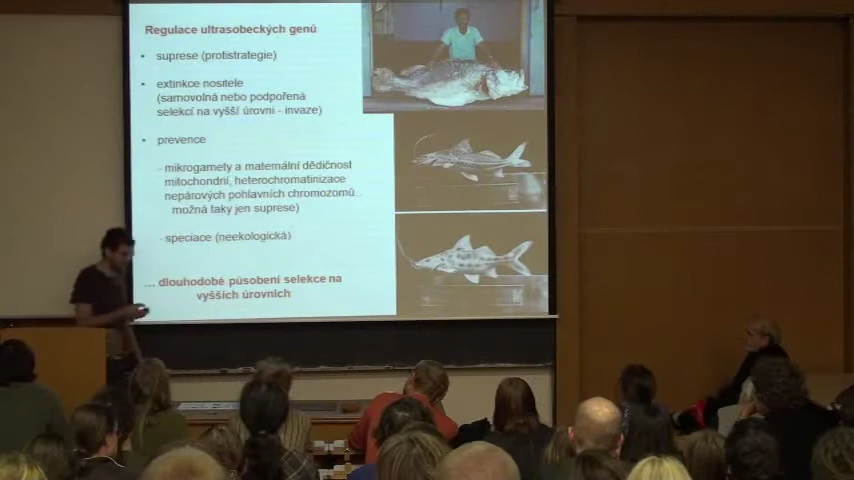 Regulace ultrasobeckých genů
• suprese (protistrategie)
• extinkce nositele
(samovolná nebo podpořená
selekcí na vyšší úrovni - invaze)
• prevence
- mikrogamety a maternální dědičnost
mitochondrií, heterochromatinizace
nepárových pohlavních chromozomů
možná taky jen suprese)
- speciace (neekologická)
... dlouhodobé působení selekce na
vyšších úrovních